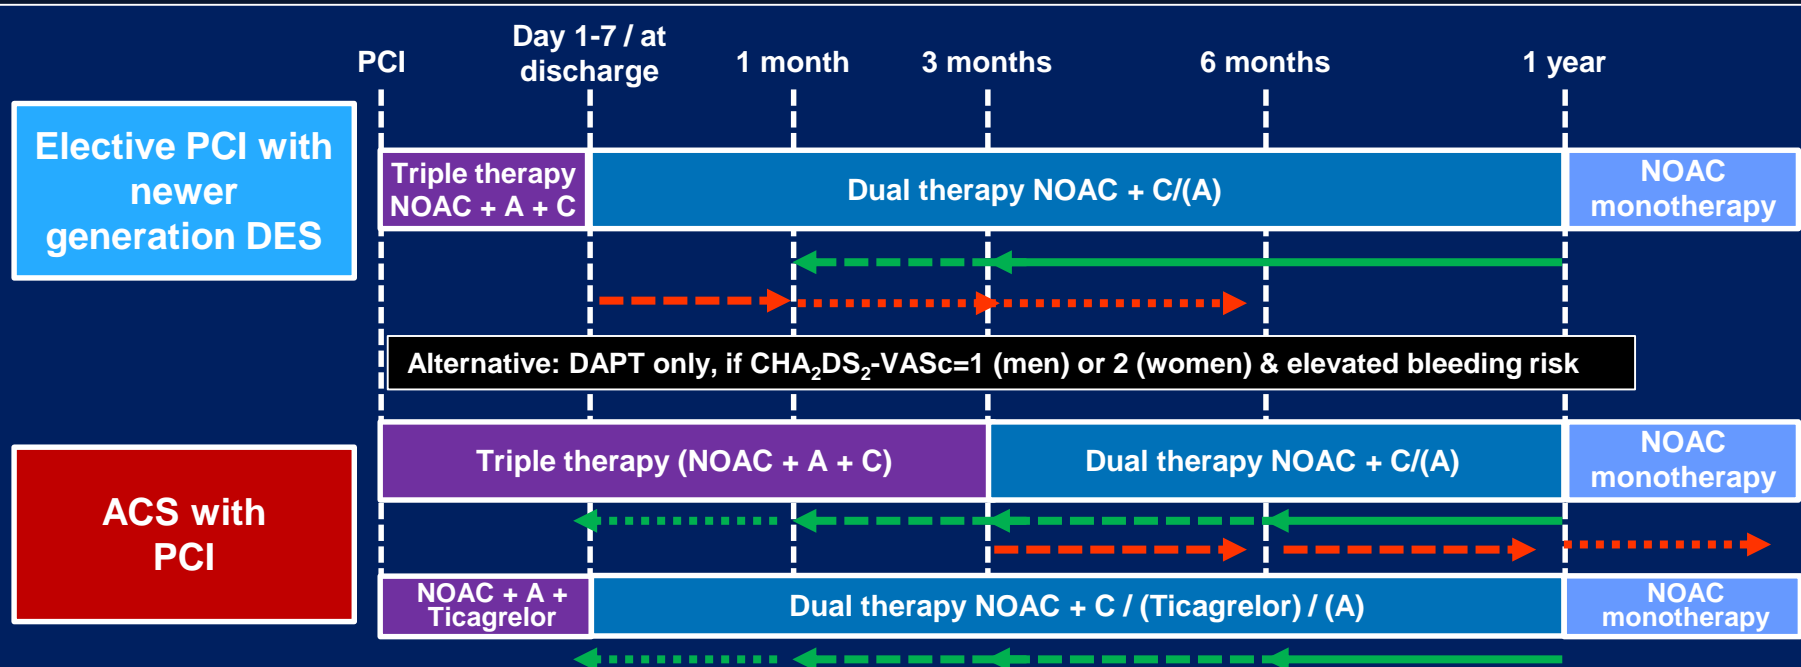 PCI
Day 1-7 / at
discharge
1 month
3 months
6 months
1 year
Elective PCI with
newer
generation DES
Triple therapy
NOAC + A + C
Dual therapy NOAC + C/(A)
NOAC
monotherapy
Alternative: DAPT only, if CHA₂DS₂-VASc=1 (men) or 2 (women) & elevated bleeding risk
ACS with
PCI
Triple therapy (NOAC + A + C)
Dual therapy NOAC + C/(A)
NOAC
monotherapy
NOAC + A +
Ticagrelor
Dual therapy NOAC + C / (Ticagrelor) / (A)
NOAC
monotherapy